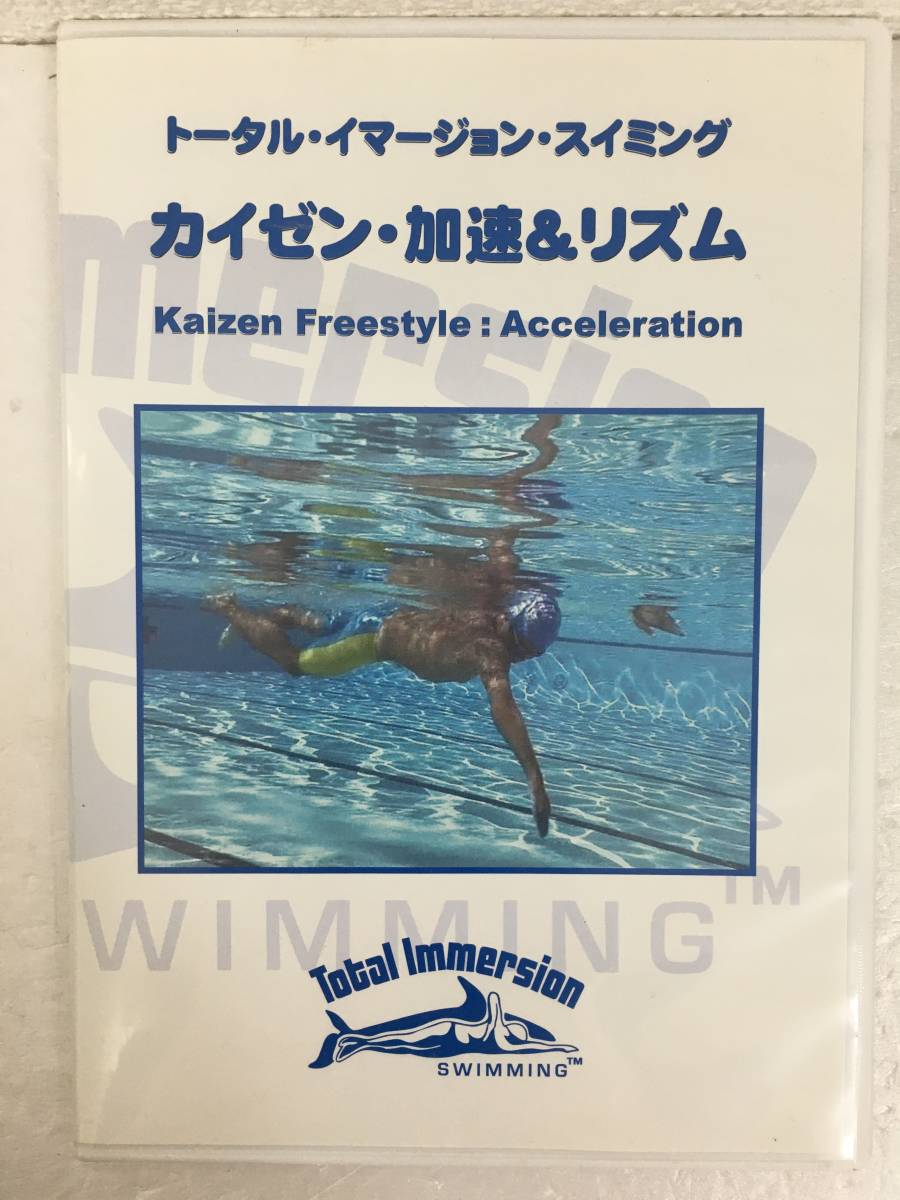 トータル・イマージョン・スイミング
カイゼン・加速&リズム
Kaizen Freestyle : Acceleration
mmersion
WIMMING™
Total Immersion
SWIMMING™